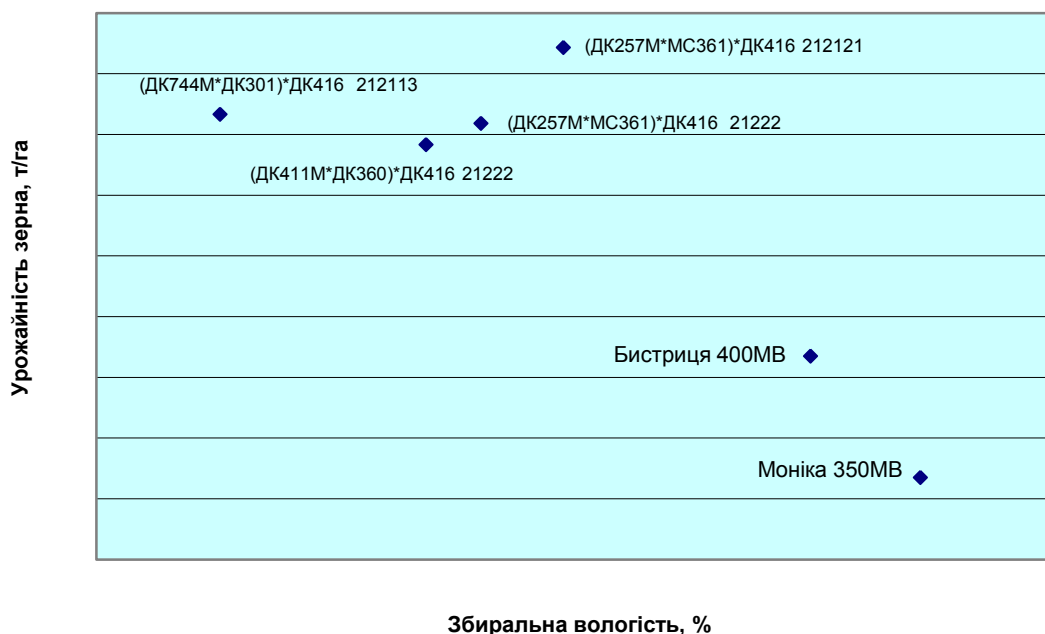 (ДК257М*МС361)*ДК416 212121
(ДК744М*ДК301)*ДК416 212113
(ДК257М*МС361)*ДК416 21222
(ДК411М*ДК360)*ДК416 21222
Урожайність зерна, т/га
Бистриця 400МВ
Моніка 350МВ
Збиральна вологість, %